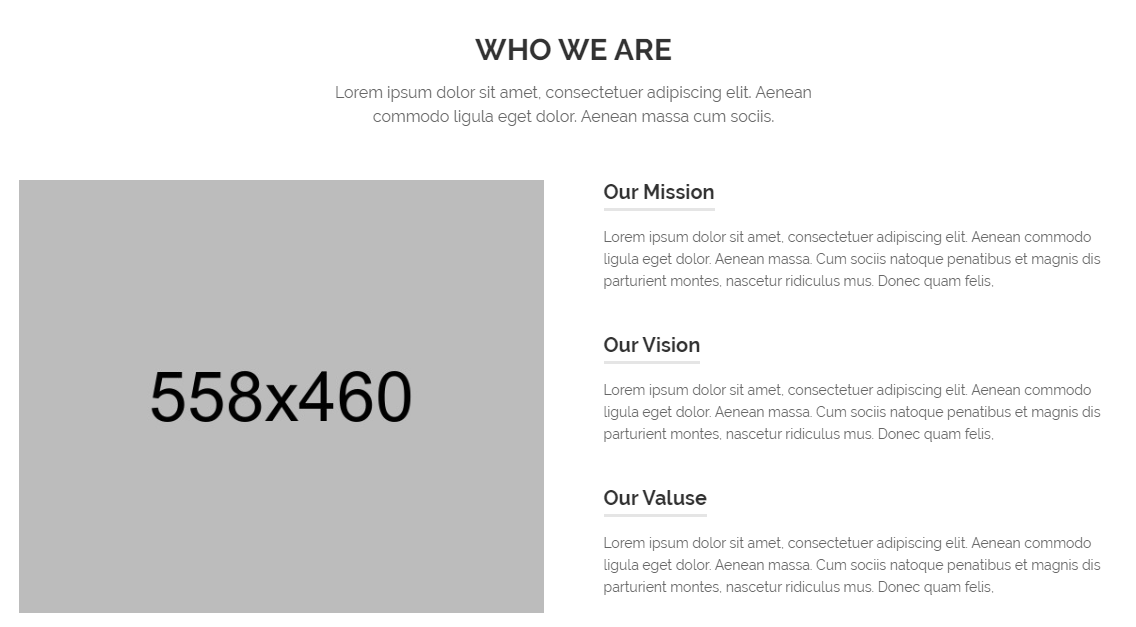 WHO WE ARE
Lorem ipsum dolor sit amet, consectetuer adipiscing elit. Aenean
commodo ligula eget dolor. Aenean massa cum sociis.
558x460
Our Mission
Lorem ipsum dolor sit amet, consectetuer adipiscing elit. Aenean commodo
ligula eget dolor. Aenean massa. Cum sociis natoque penatibus et magnis dis
parturient montes, nascetur ridiculus mus. Donec quam felis,
Our Vision
Lorem ipsum dolor sit amet, consectetuer adipiscing elit. Aenean commodo
ligula eget dolor. Aenean massa. Cum sociis natoque penatibus et magnis dis
parturient montes, nascetur ridiculus mus. Donec quam felis,
Our Valuse
Lorem ipsum dolor sit amet, consectetuer adipiscing elit. Aenean commodo
ligula eget dolor. Aenean massa. Cum sociis natoque penatibus et magnis dis
parturient montes, nascetur ridiculus mus. Donec quam felis,